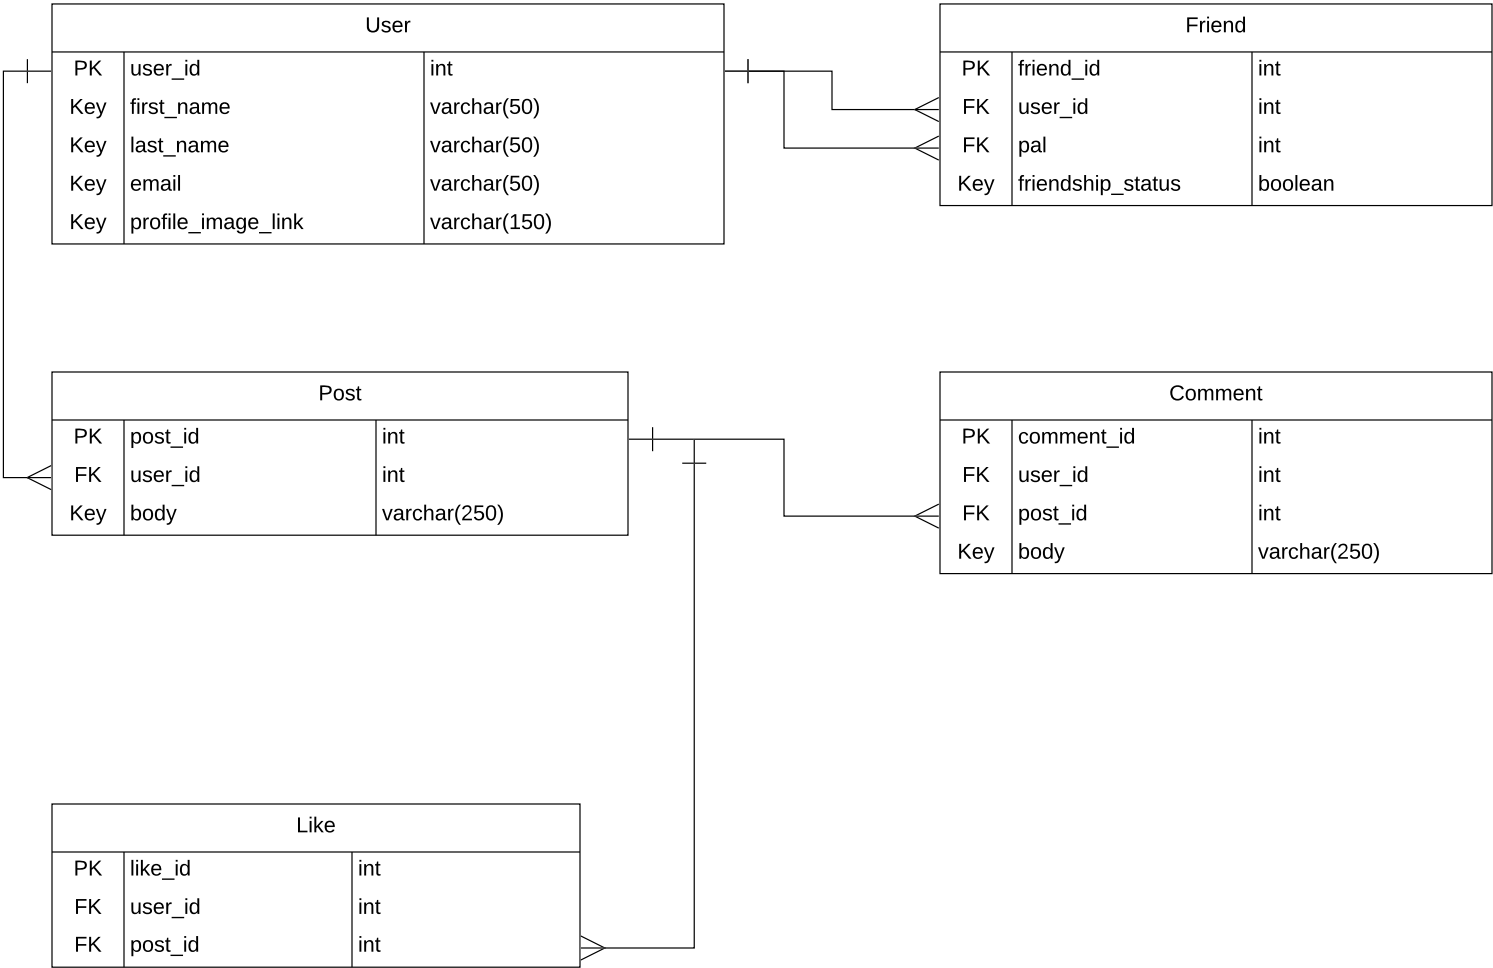 User
PK user_id int
Key first_name varchar(50)
Key last_name varchar(50)
Key email varchar(50)
Key profile_image_link varchar(150)
Friend
PK friend_id int
FK user_id int
FK pal int
Key friendship_status boolean
Post
PK post_id int
FK user_id int
Key body varchar(250)
Comment
PK comment_id int
FK user_id int
FK post_id int
Key body varchar(250)
Like
PK like_id int
FK user_id int
FK post_id int